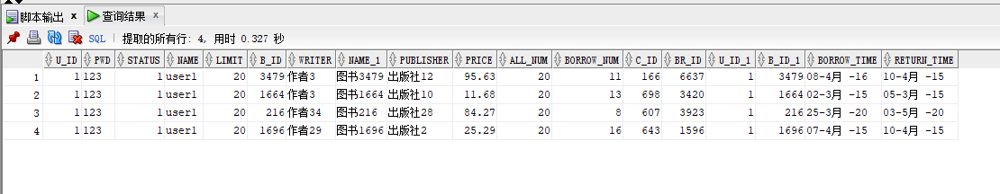 脚本输出 x 查询结果 x
SQL | 提取的所有行: 4, 用时 0.327 秒
U_ID PWD STATUS NAME LIMIT B_ID WRITER NAME_1 PUBLISHER PRICE ALL_NUM BORROW_NUM C_ID BR_ID U_ID_1 B_ID_1 BORROW_TIME RETURN_TIME
1 1 123 1 user1 20 3479 作者3 图书3479 出版社12 95.63 20 11 166 6637 1 3479 08-4月 -16 10-4月 -15
2 1 123 1 user1 20 1664 作者3 图书1664 出版社10 11.68 20 13 698 3420 1 1664 02-3月 -15 05-3月 -15
3 1 123 1 user1 20 216 作者34 图书216 出版社28 84.27 20 8 607 3923 1 216 25-3月 -20 03-5月 -20
4 1 123 1 user1 20 1696 作者29 图书1696 出版社2 25.29 20 16 643 1596 1 1696 07-4月 -15 10-4月 -15